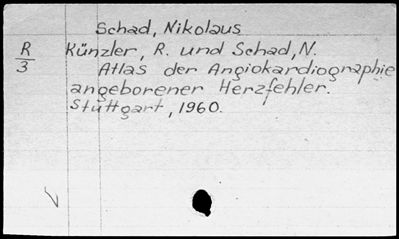 Schad, Nikolaus
R Künzler, R. und Schad, N.
3 Atlas der Angiokardiographie
angeborener Herzfehler.
Stuttgart, 1960.